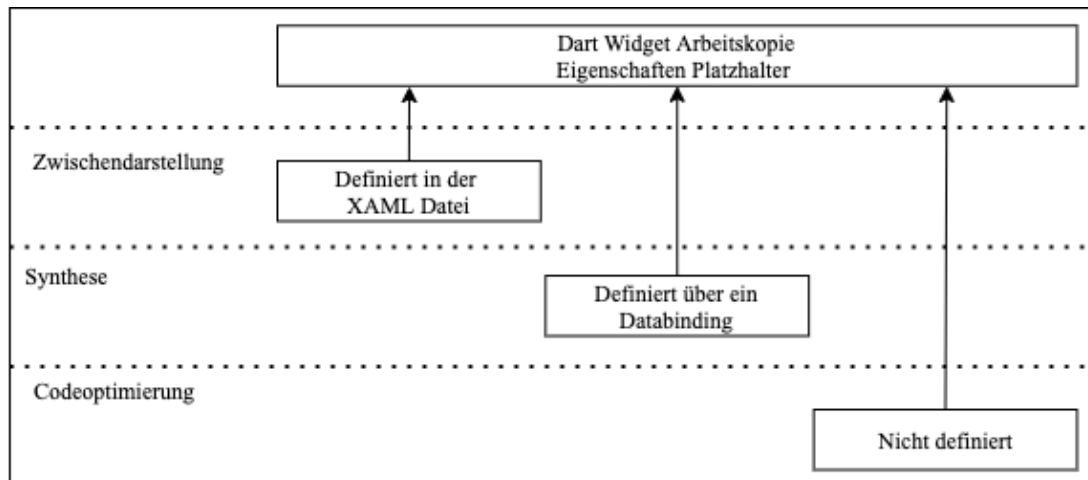 Dart Widget Arbeitskopie
Eigenschaften Platzhalter
Zwischendarstellung
Definiert in der
XAML Datei
Synthese
Definiert über ein
Databinding
Codeoptimierung
Nicht definiert